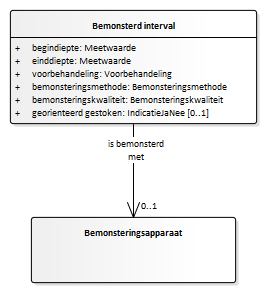 Bemonsterd interval
+ begindiepte: Meetwaarde
+ einddiepte: Meetwaarde
+ voorbehandeling: Voorbehandeling
+ bemonsteringsmethode: Bemonsteringsmethode
+ bemonsteringskwaliteit: Bemonsteringskwaliteit
+ georienteerd gestoken: IndicatieJaNee [0..1]
is bemonsterd
met
0..1
Bemonsteringsapparaat